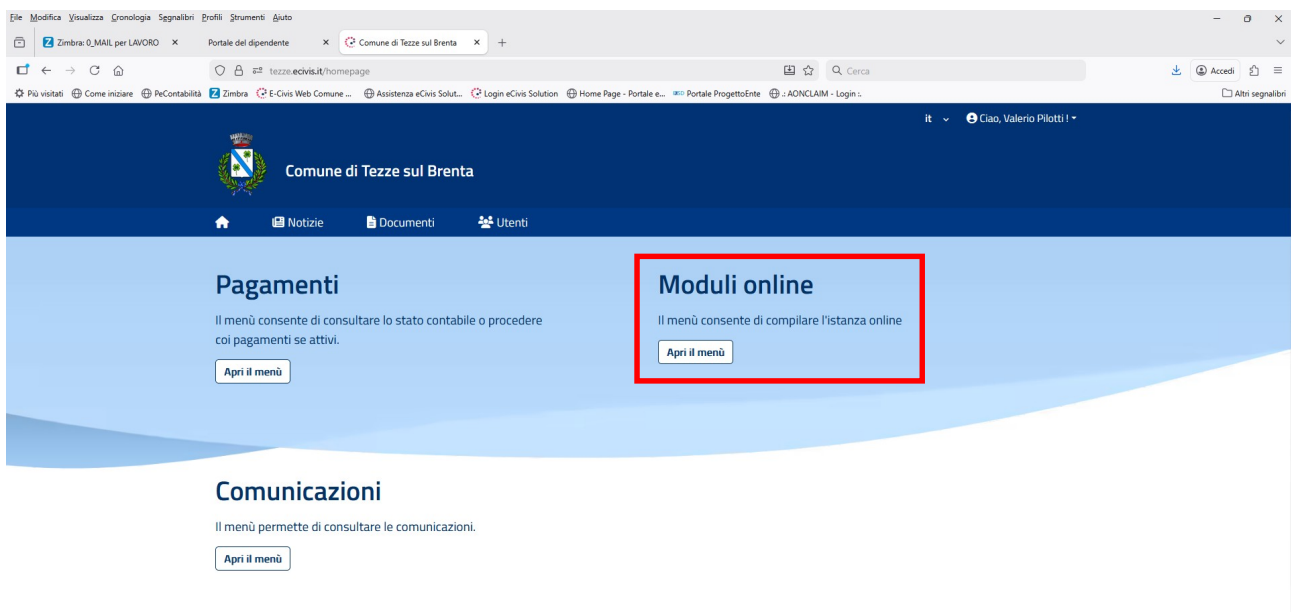 File Modifica Visualizza Cronologia Segnalibri Profili Strumenti Aiuto
Zimbra: 0_MAIL per LAVORO
Portale del dipendente
Comune di Tezze sul Brenta
tezze.ecivis.it/homepage
Cerca
Accedi
Più visitati Come iniziare PeContabilità Zimbra E-Civis Web Comune ... Assistenza eCivis Solut... Login eCivis Solution Home Page - Portale e... Portale ProgettoEnte .: AONCLAIM - Login :. Altri segnalibri
it Ciao, Valerio Pilotti !
Comune di Tezze sul Brenta
Notizie Documenti Utenti
Pagamenti
Il menù consente di consultare lo stato contabile o procedere
coi pagamenti se attivi.
Apri il menù
Moduli online
Il menù consente di compilare l'istanza online
Apri il menù
Comunicazioni
Il menù permette di consultare le comunicazioni.
Apri il menù